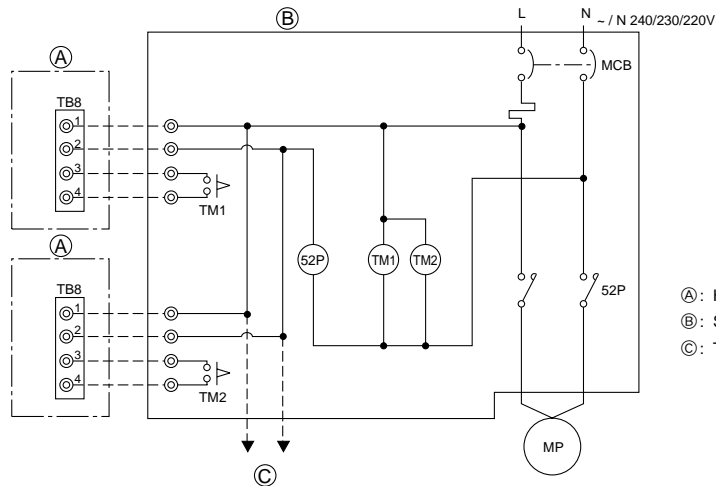 Ⓑ L N ~ / N 240/230/220V
MCB
Ⓐ
TB8
1
2
3
4
TM1
Ⓐ
52P TM1 TM2
TB8
52P
1
2
3
4
TM2
Ⓐ:
Ⓑ:
Ⓒ:
MP
Ⓒ